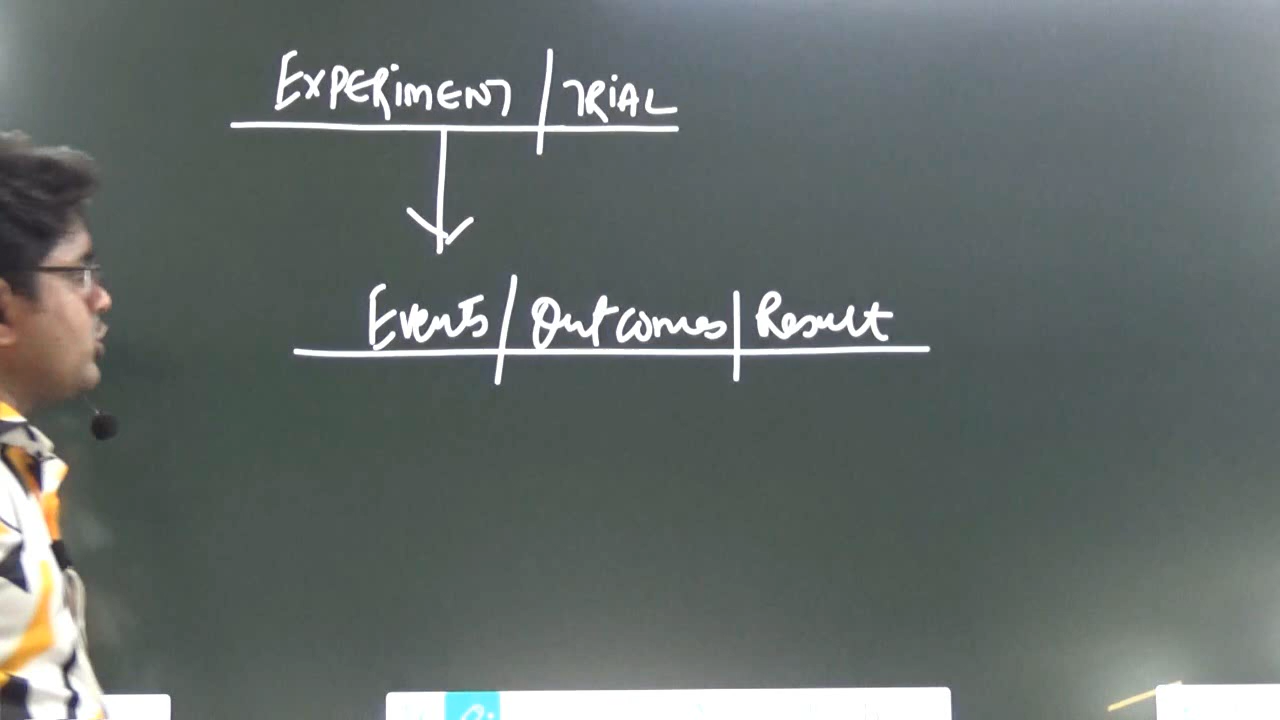 EXPERiMENT / TRiAL
Events / Outcomes | Result